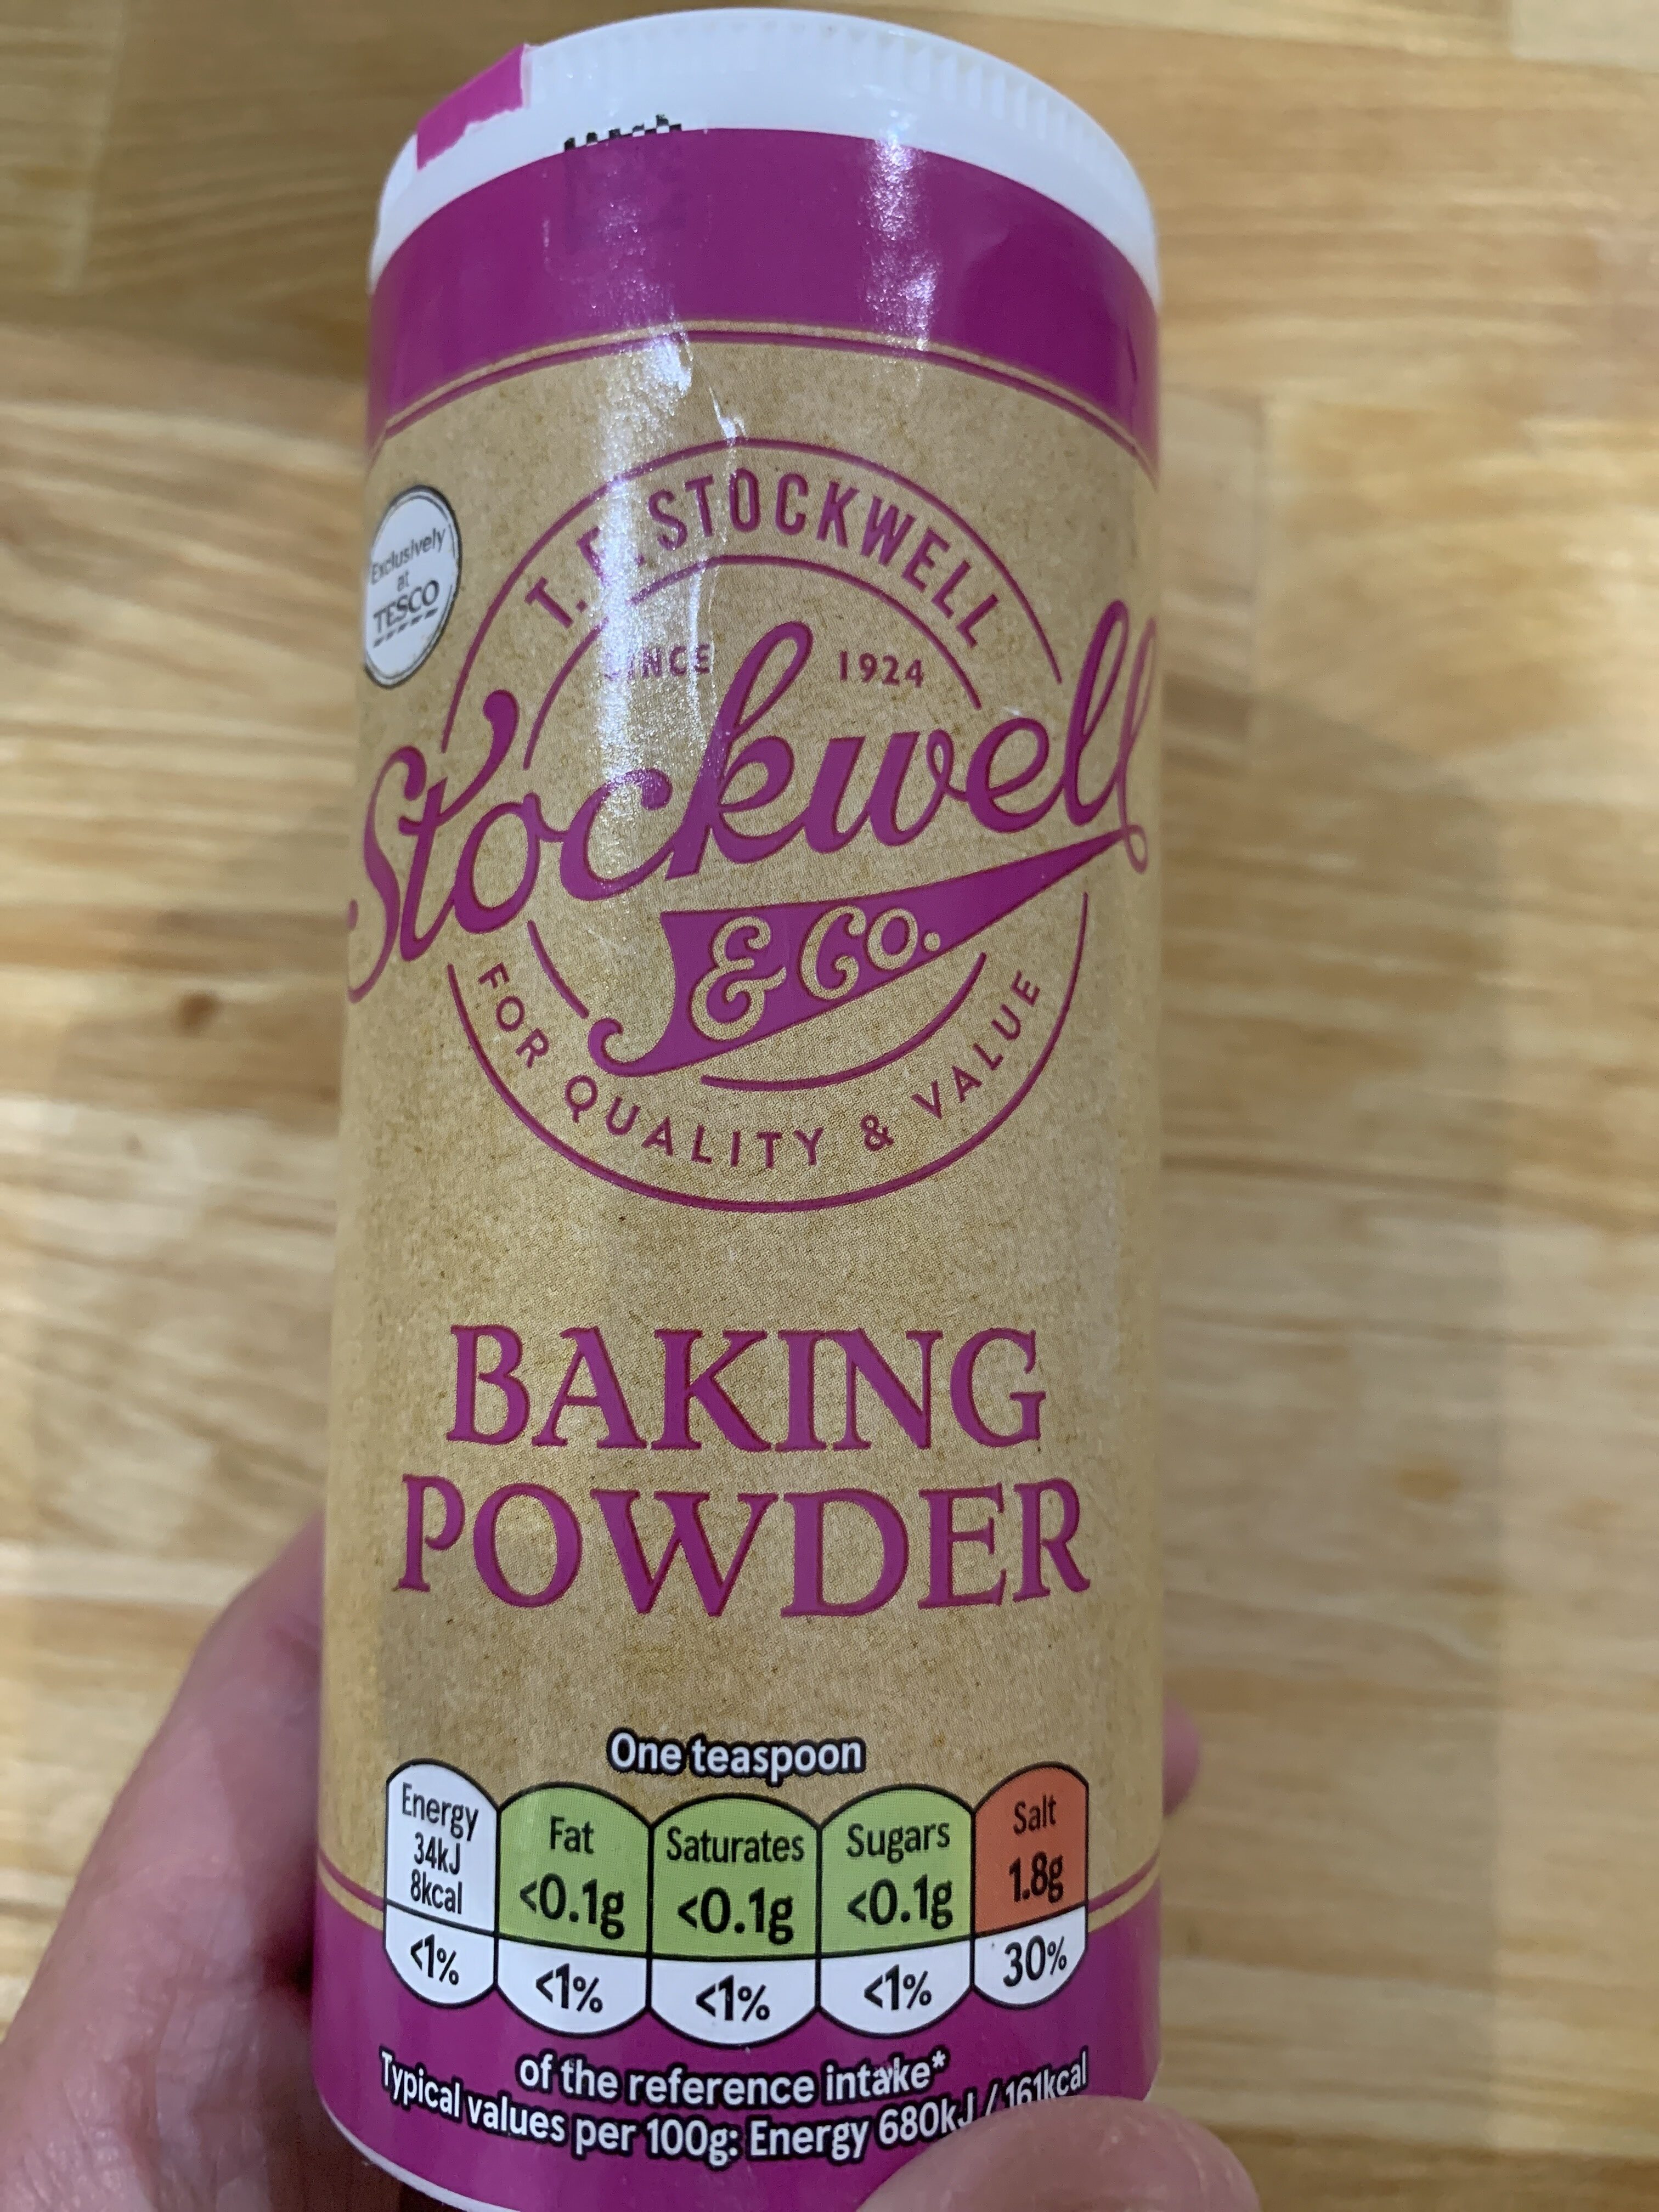 Exclusively
at
TESCO
T. E. STOCKWELL
SINCE 1924
Stockwell
& Co.
FOR QUALITY & VALUE
BAKING
POWDER
One teaspoon
Energy 34kJ 8kcal <1%
Fat <0.1g <1%
Saturates <0.1g <1%
Sugars <0.1g <1%
Salt 1.8g 30%
of the reference intake*
Typical values per 100g: Energy 680kJ / 161kcal